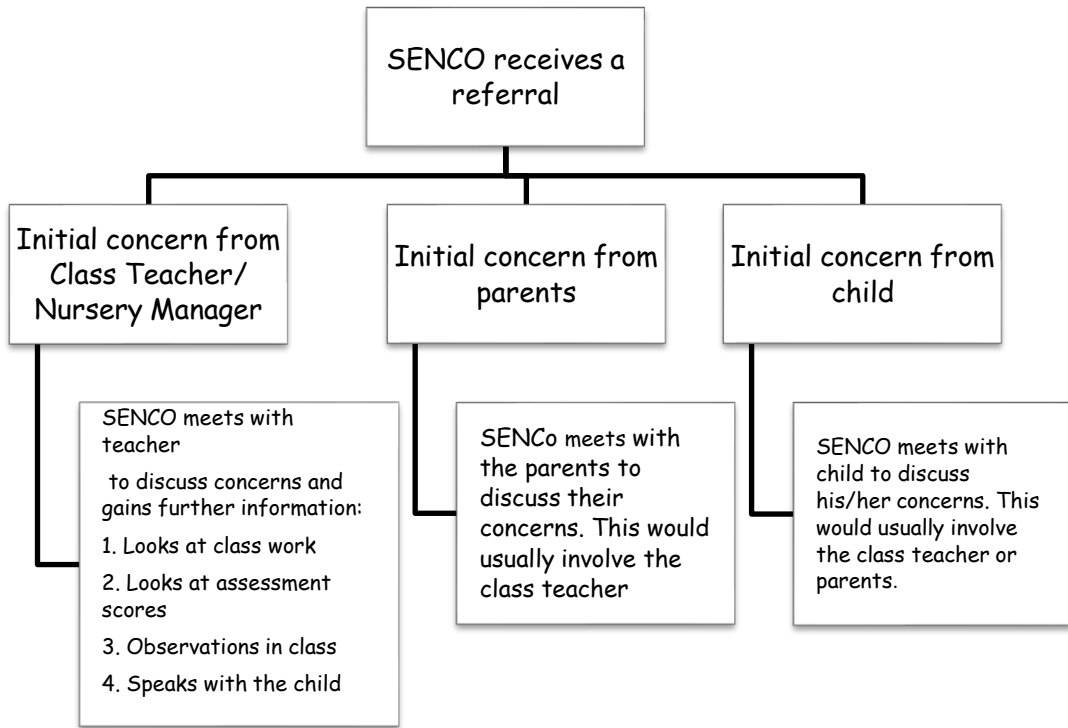 SENCO receives a
referral
Initial concern from
Class Teacher/
Nursery Manager
Initial concern from
parents
Initial concern from
child
SENCO meets with
teacher
to discuss concerns and
gains further information:
1. Looks at class work
2. Looks at assessment
scores
3. Observations in class
4. Speaks with the child
SENCo meets with
the parents to
discuss their
concerns. This would
usually involve the
class teacher
SENCO meets with
child to discuss
his/her concerns. This
would usually involve
the class teacher or
parents.